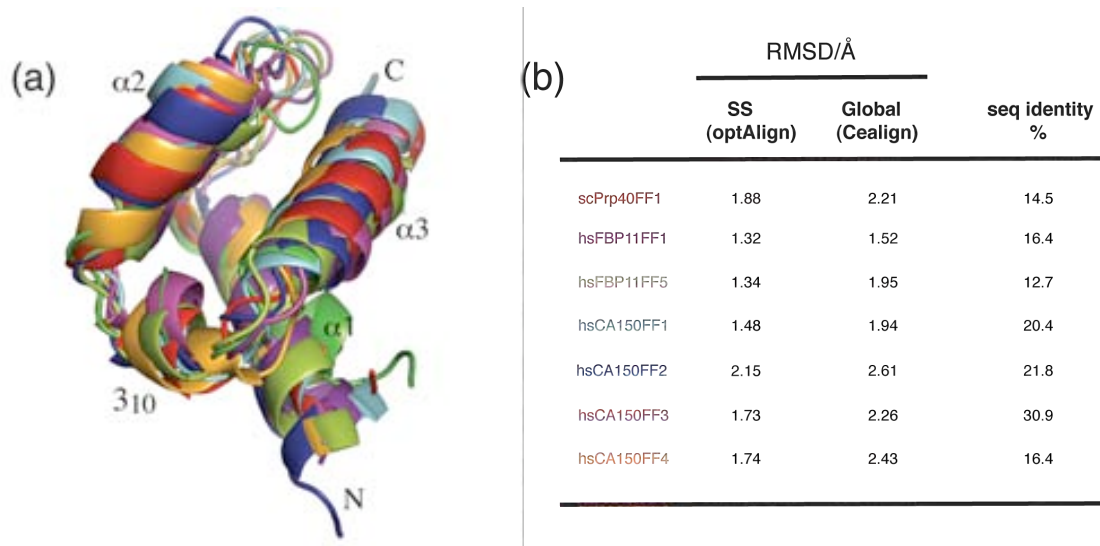 (a)
α2
C
α3
α1
3₁₀
N
(b)
RMSD/Å
SS Global seq identity
(optAlign) (Cealign) %
scPrp40FF1 1.88 2.21 14.5
hsFBP11FF1 1.32 1.52 16.4
hsFBP11FF5 1.34 1.95 12.7
hsCA150FF1 1.48 1.94 20.4
hsCA150FF2 2.15 2.61 21.8
hsCA150FF3 1.73 2.26 30.9
hsCA150FF4 1.74 2.43 16.4